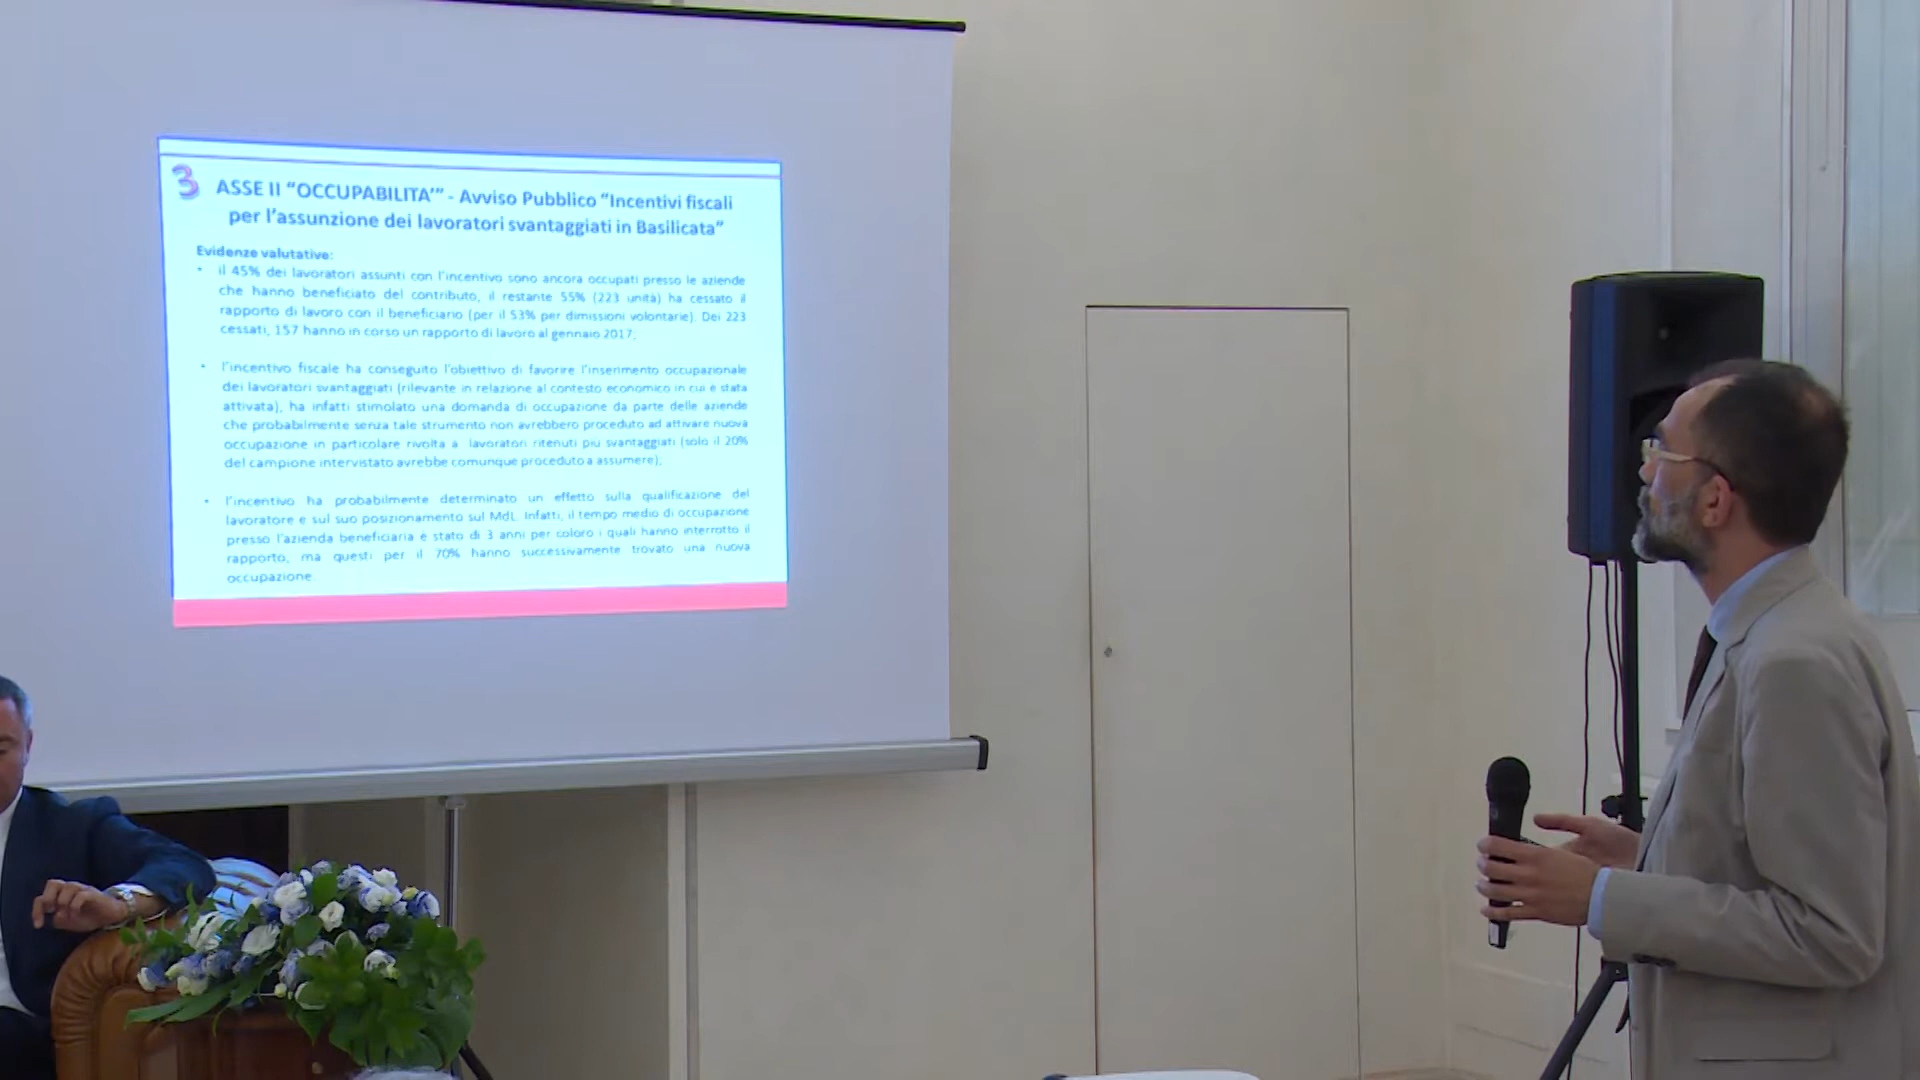 3
ASSE II “OCCUPABILITA’” - Avviso Pubblico “Incentivi fiscali
per l’assunzione dei lavoratori svantaggiati in Basilicata”
Evidenze valutative:
• il 45% dei lavoratori assunti con l’incentivo sono ancora occupati presso le aziende
che hanno beneficiato del contributo, il restante 55% (223 unità) ha cessato il
rapporto di lavoro con il beneficiario (per il 53% per dimissioni volontarie). Dei 223
cessati, 157 hanno in corso un rapporto di lavoro al gennaio 2017;
• l’incentivo fiscale ha conseguito l’obiettivo di favorire l’inserimento occupazionale
dei lavoratori svantaggiati (rilevante in relazione al contesto economico in cui è stata
attivata), ha infatti stimolato una domanda di occupazione da parte delle aziende
che probabilmente senza tale strumento non avrebbero proceduto ad attivare nuova
occupazione in particolare rivolta a lavoratori ritenuti più svantaggiati (solo il 20%
del campione intervistato avrebbe comunque proceduto a assumere);
• l’incentivo ha probabilmente determinato un effetto sulla qualificazione del
lavoratore e sul suo posizionamento sul MdL. Infatti, il tempo medio di occupazione
presso l’azienda beneficiaria è stato di 3 anni per coloro i quali hanno interrotto il
rapporto, ma questi per il 70% hanno successivamente trovato una nuova
occupazione.